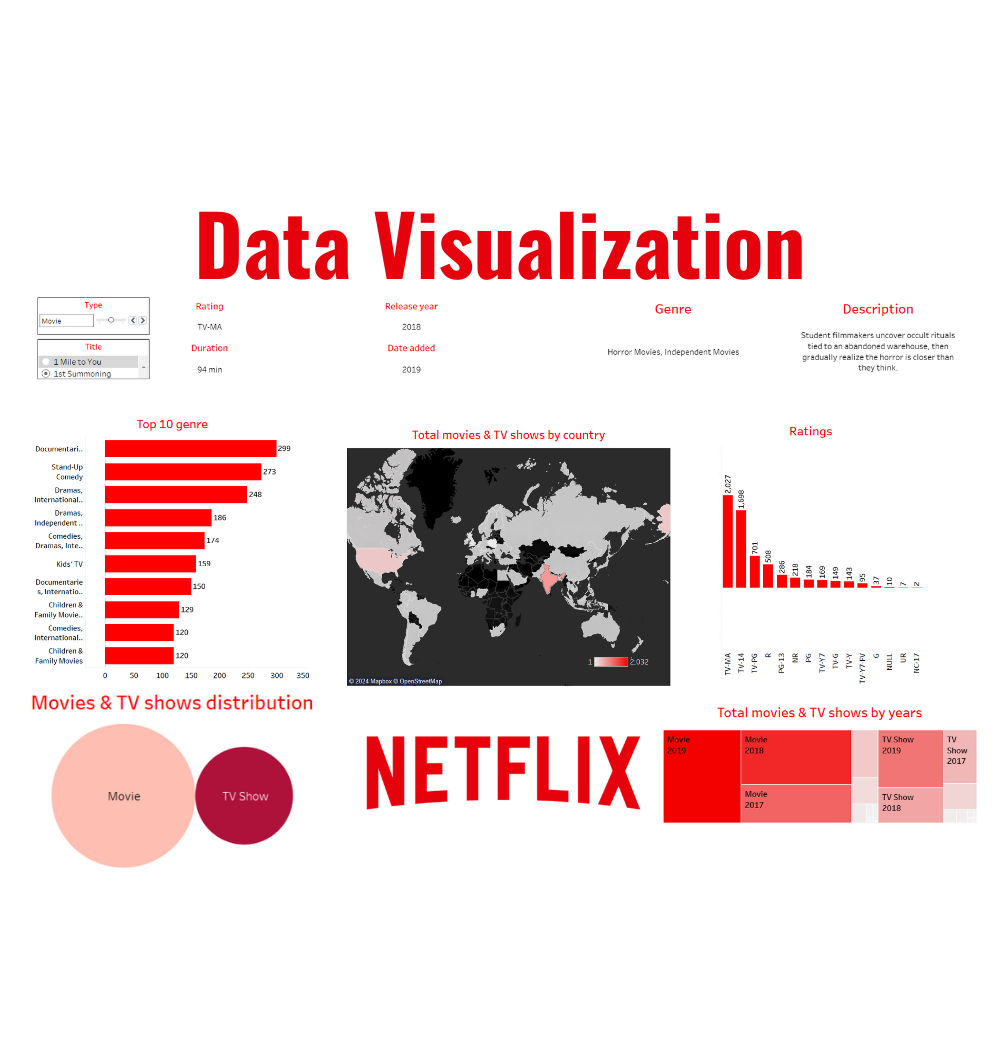 Data Visualization
Type
Movie
Title
1 Mile to You
1st Summoning
Rating
TV-MA
Duration
94 min
Release year
2018
Date added
2019
Genre
Horror Movies, Independent Movies
Description
Student filmmakers uncover occult rituals
tied to an abandoned warehouse, then
gradually realize the horror is closer than
they think.
Top 10 genre
Documentari..
299
Stand-Up
Comedy
273
Dramas,
International..
248
Dramas,
Independent ..
186
Comedies,
Dramas, Inte..
174
Kids' TV
159
Documentarie
s, Internatio..
150
Children &
Family Movie..
129
Comedies,
International..
120
Children &
Family Movies
120
0 50 100 150 200 250 300 350
Total movies & TV shows by country
1 2,032
© 2024 Mapbox © OpenStreetMap
Ratings
2,027
1,698
701
508
286
218
184
169
149
143
95
37
10
7
2
TV-MA
TV-14
TV-PG
R
PG-13
NR
PG
TV-Y7
TV-G
TV-Y
TV-Y7-FV
G
NULL
UR
NC-17
Movies & TV shows distribution
Movie
TV Show
NETFLIX
Total movies & TV shows by years
Movie
2019
Movie
2018
Movie
2017
TV Show
2019
TV Show
2018
TV
Show
2017